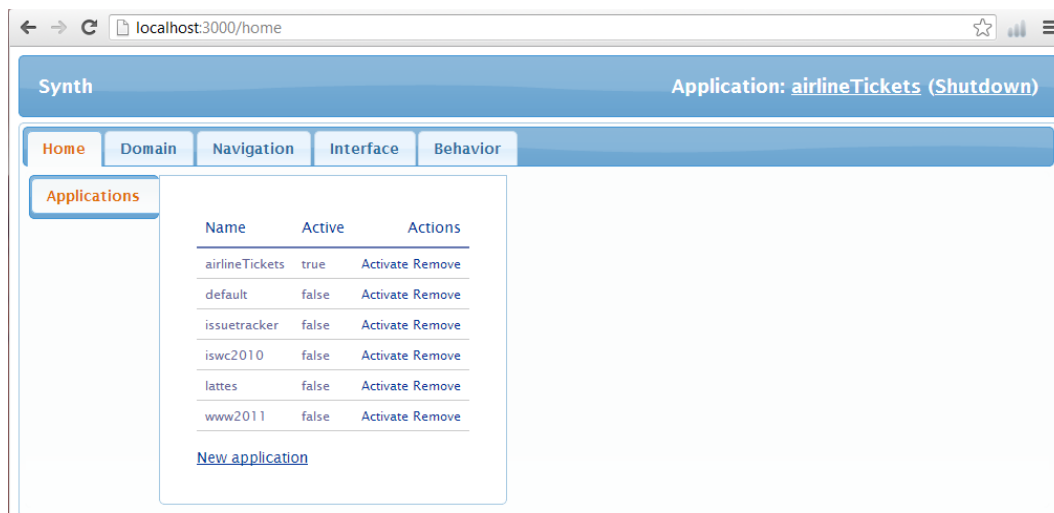 localhost:3000/home
Synth Application: airlineTickets (Shutdown)
Home Domain Navigation Interface Behavior
Applications
Name Active Actions
airlineTickets true Activate Remove
default false Activate Remove
issuetracker false Activate Remove
iswc2010 false Activate Remove
lattes false Activate Remove
www2011 false Activate Remove
New application